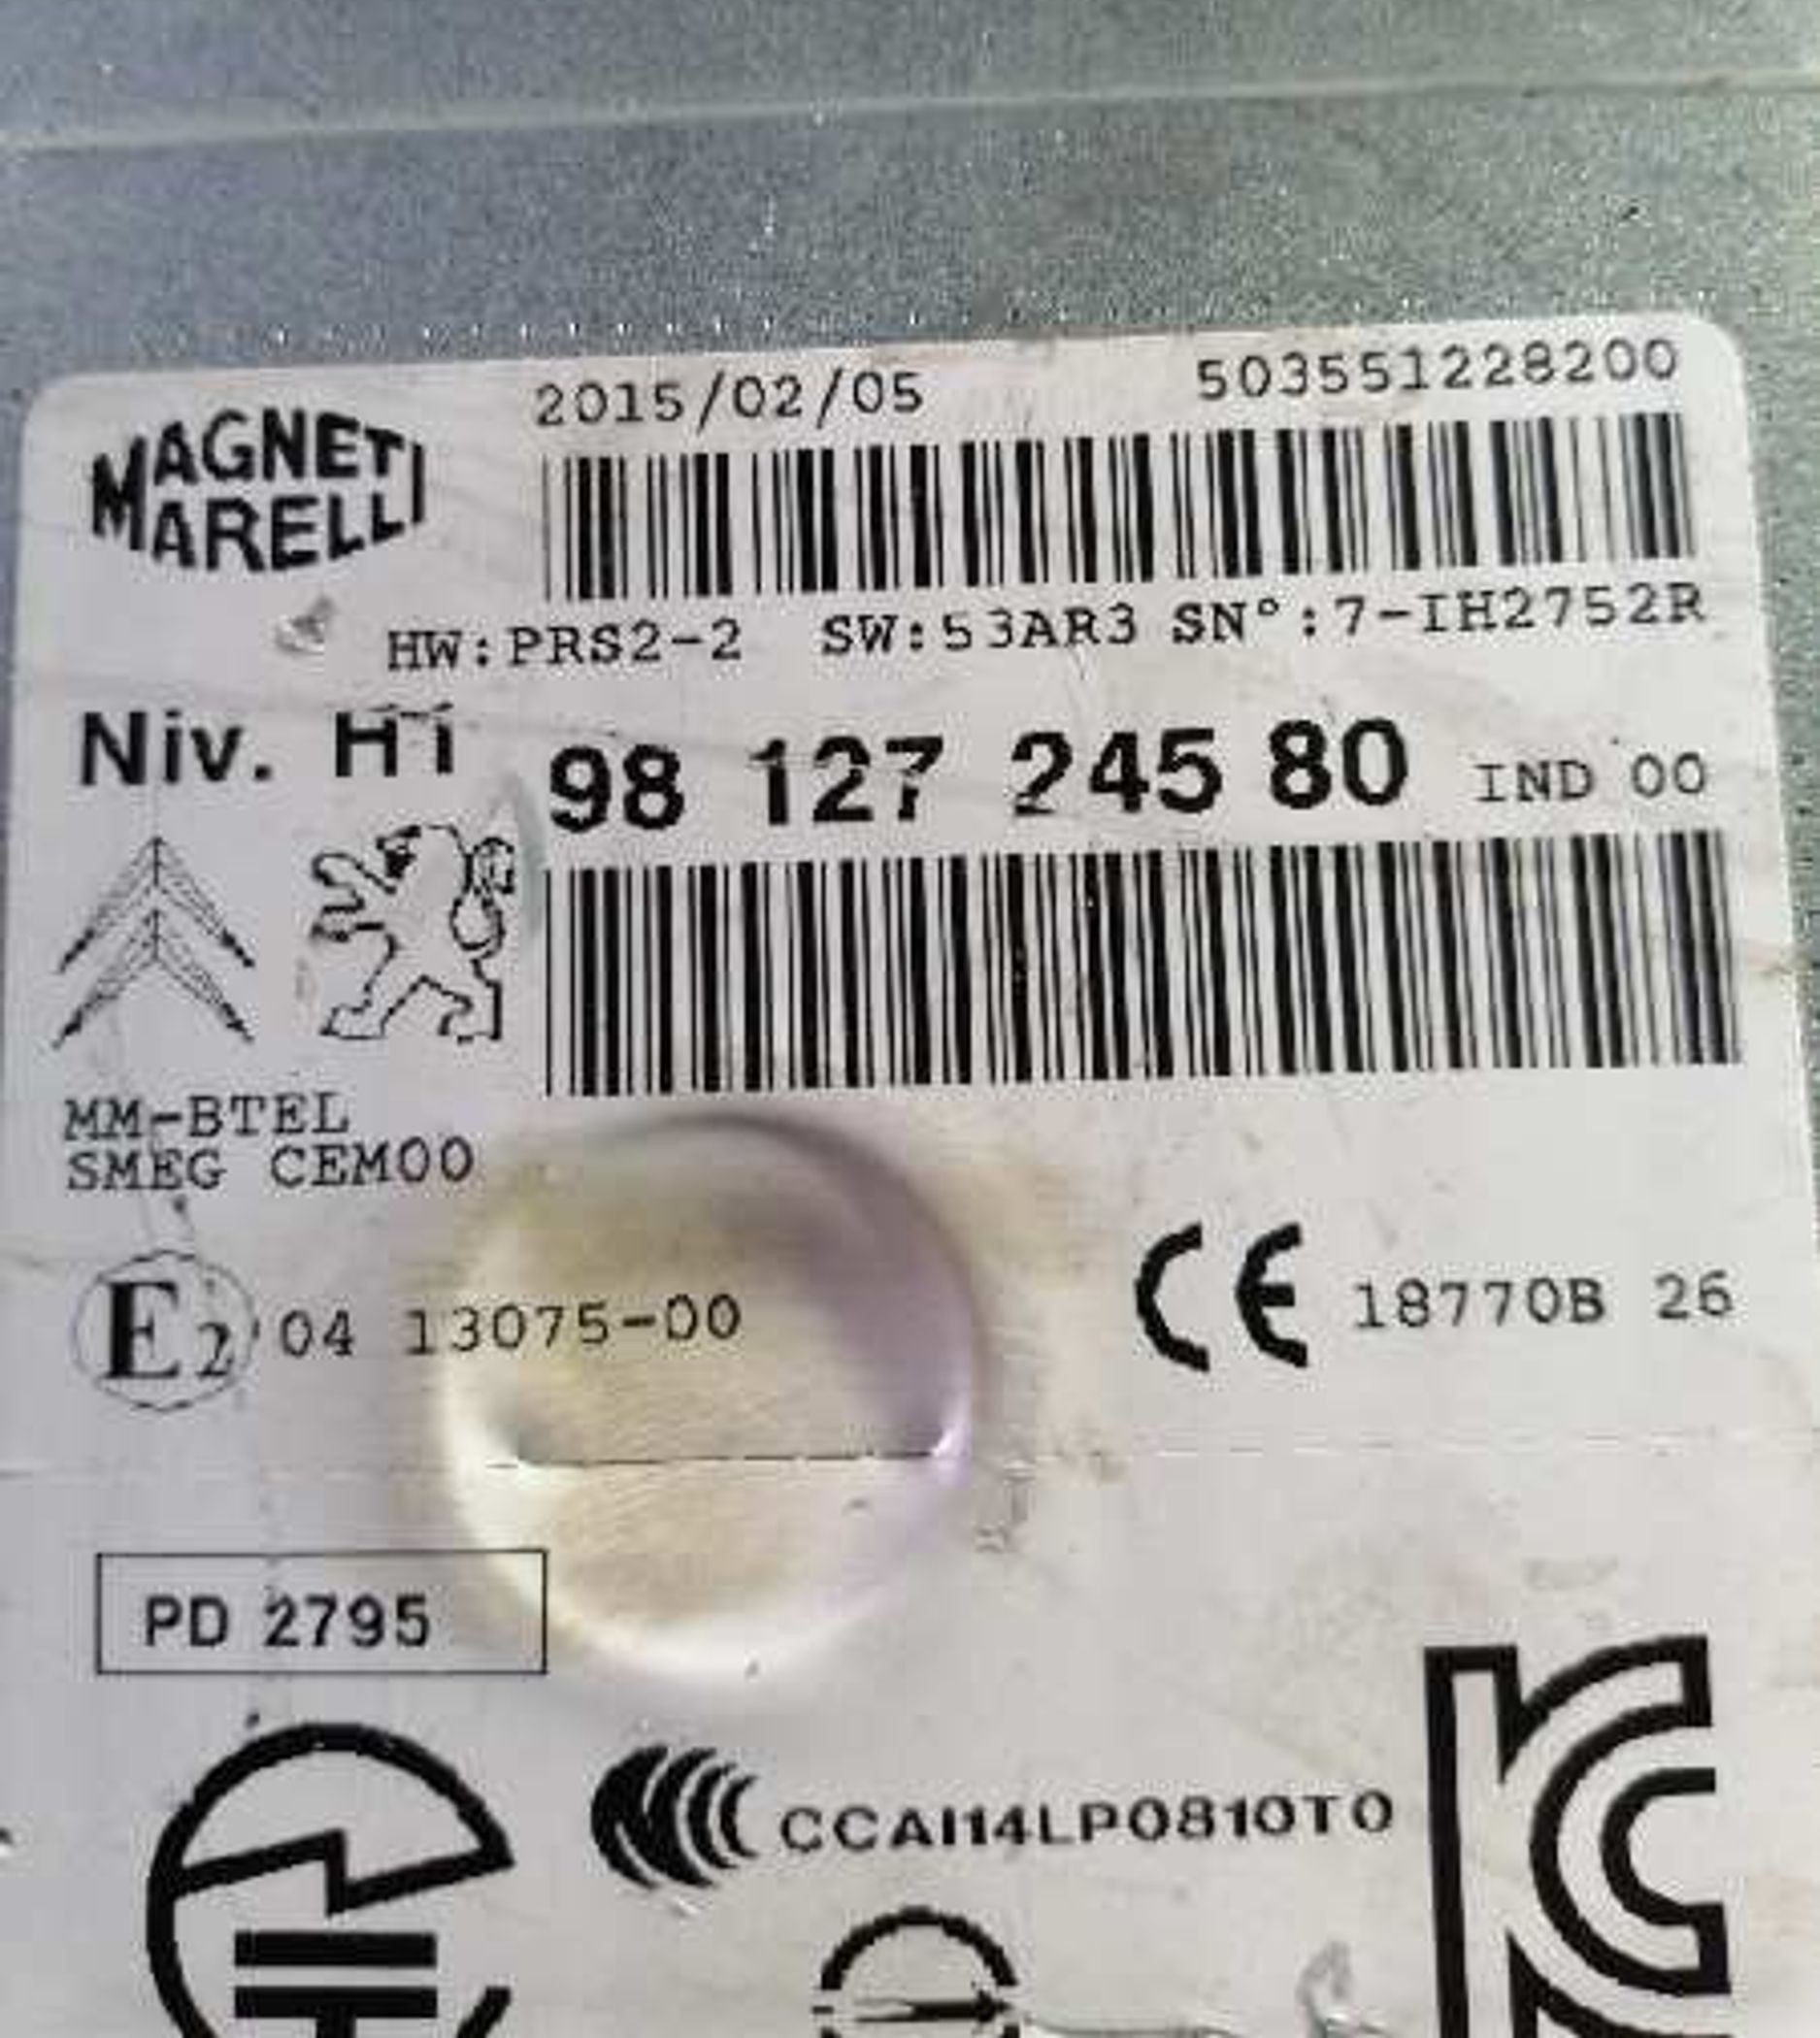 2015/02/05 503551228200
MAGNETI
MARELLI
HW:PRS2-2 SW:53AR3 SN°:7-IH2752R
Niv. H1 98 127 245 80 IND 00
MM-BTEL
SMEG CEM00
E2 04 13075-00 CE 18770B 26
PD 2795
CCAI14LP0810T0